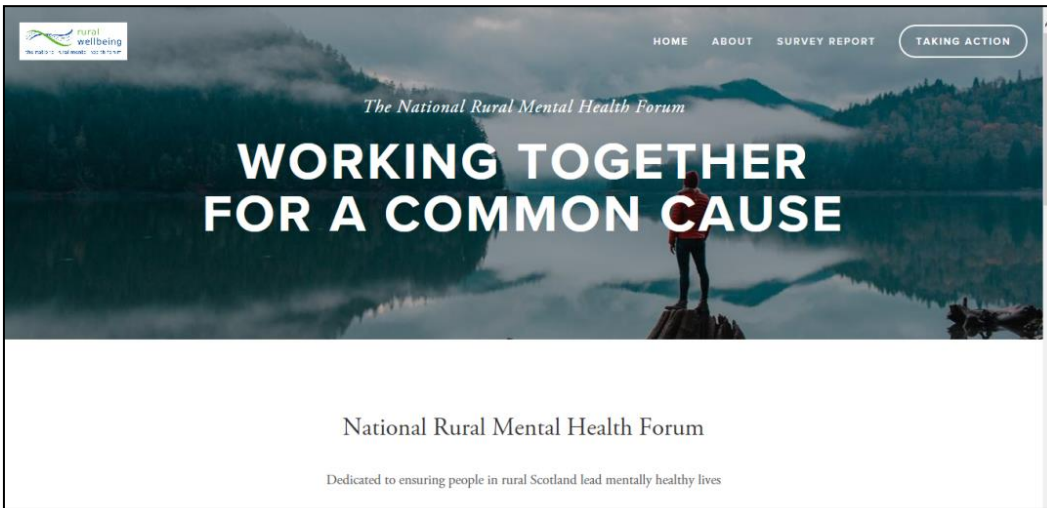 rural
wellbeing
HOME ABOUT SURVEY REPORT TAKING ACTION
The National Rural Mental Health Forum
WORKING TOGETHER
FOR A COMMON CAUSE
National Rural Mental Health Forum
Dedicated to ensuring people in rural Scotland lead mentally healthy lives